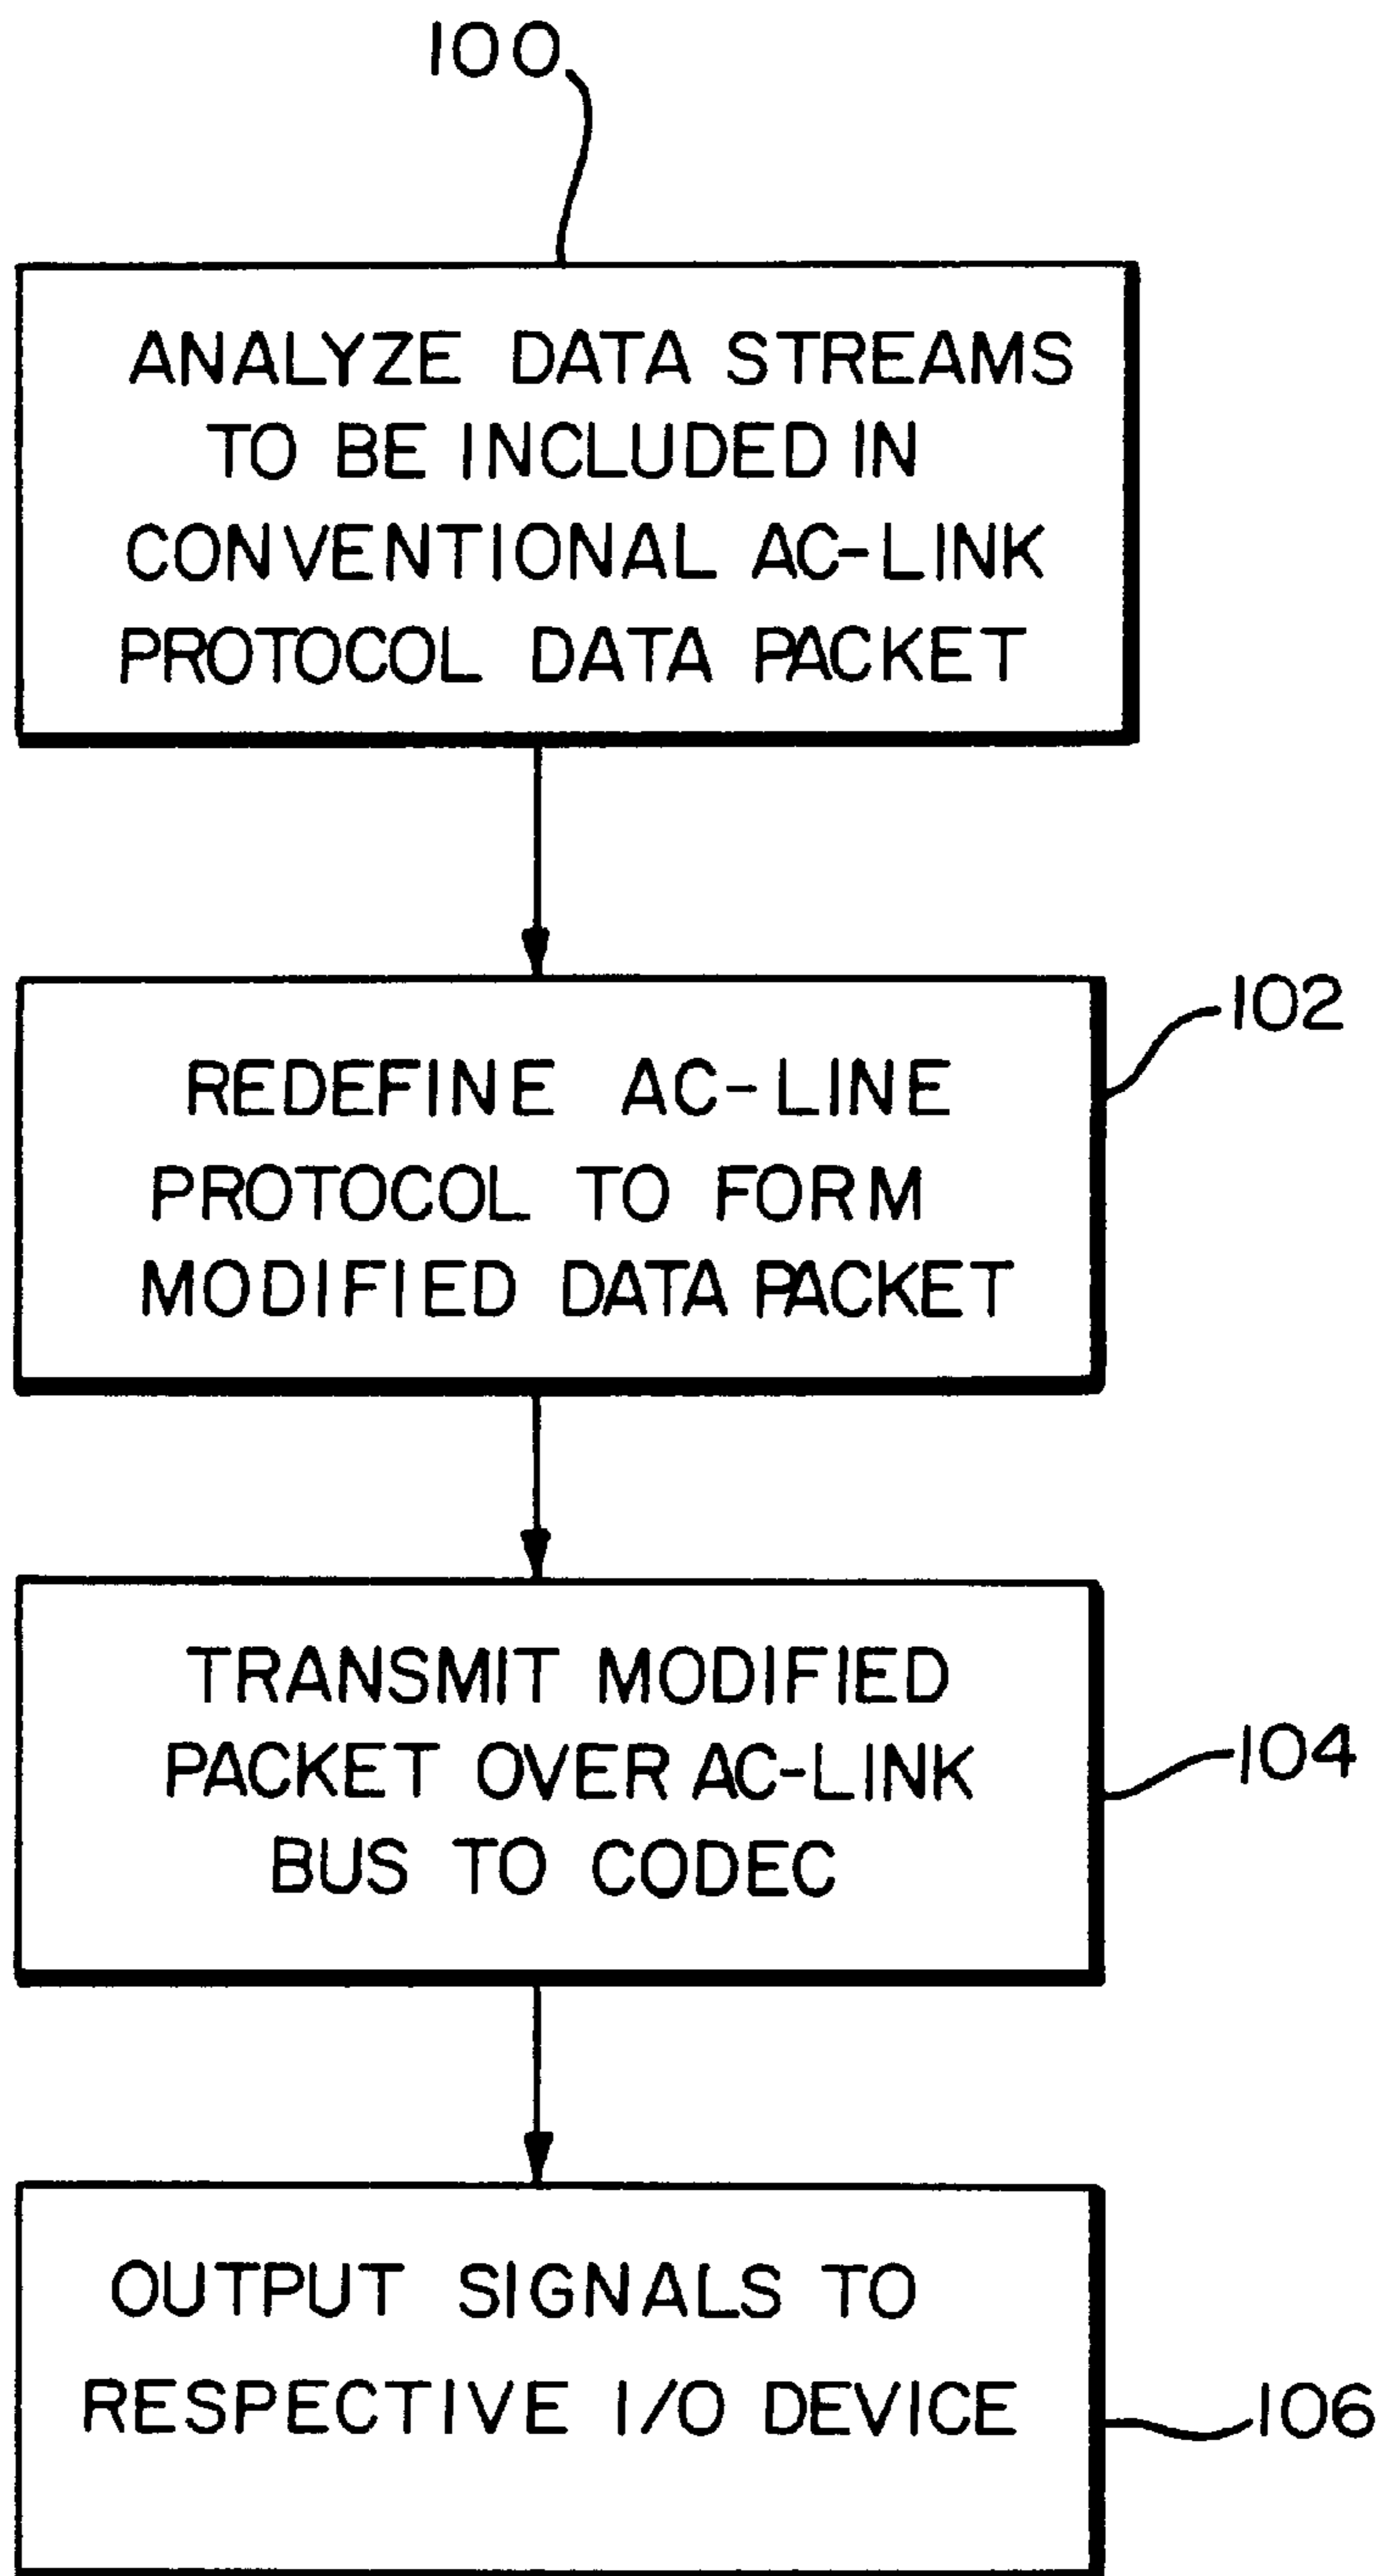 100
ANALYZE DATA STREAMS
TO BE INCLUDED IN
CONVENTIONAL AC-LINK
PROTOCOL DATA PACKET
REDEFINE AC-LINE
PROTOCOL TO FORM
MODIFIED DATA PACKET
102
TRANSMIT MODIFIED
PACKET OVER AC-LINK
BUS TO CODEC
104
OUTPUT SIGNALS TO
RESPECTIVE I/O DEVICE
106